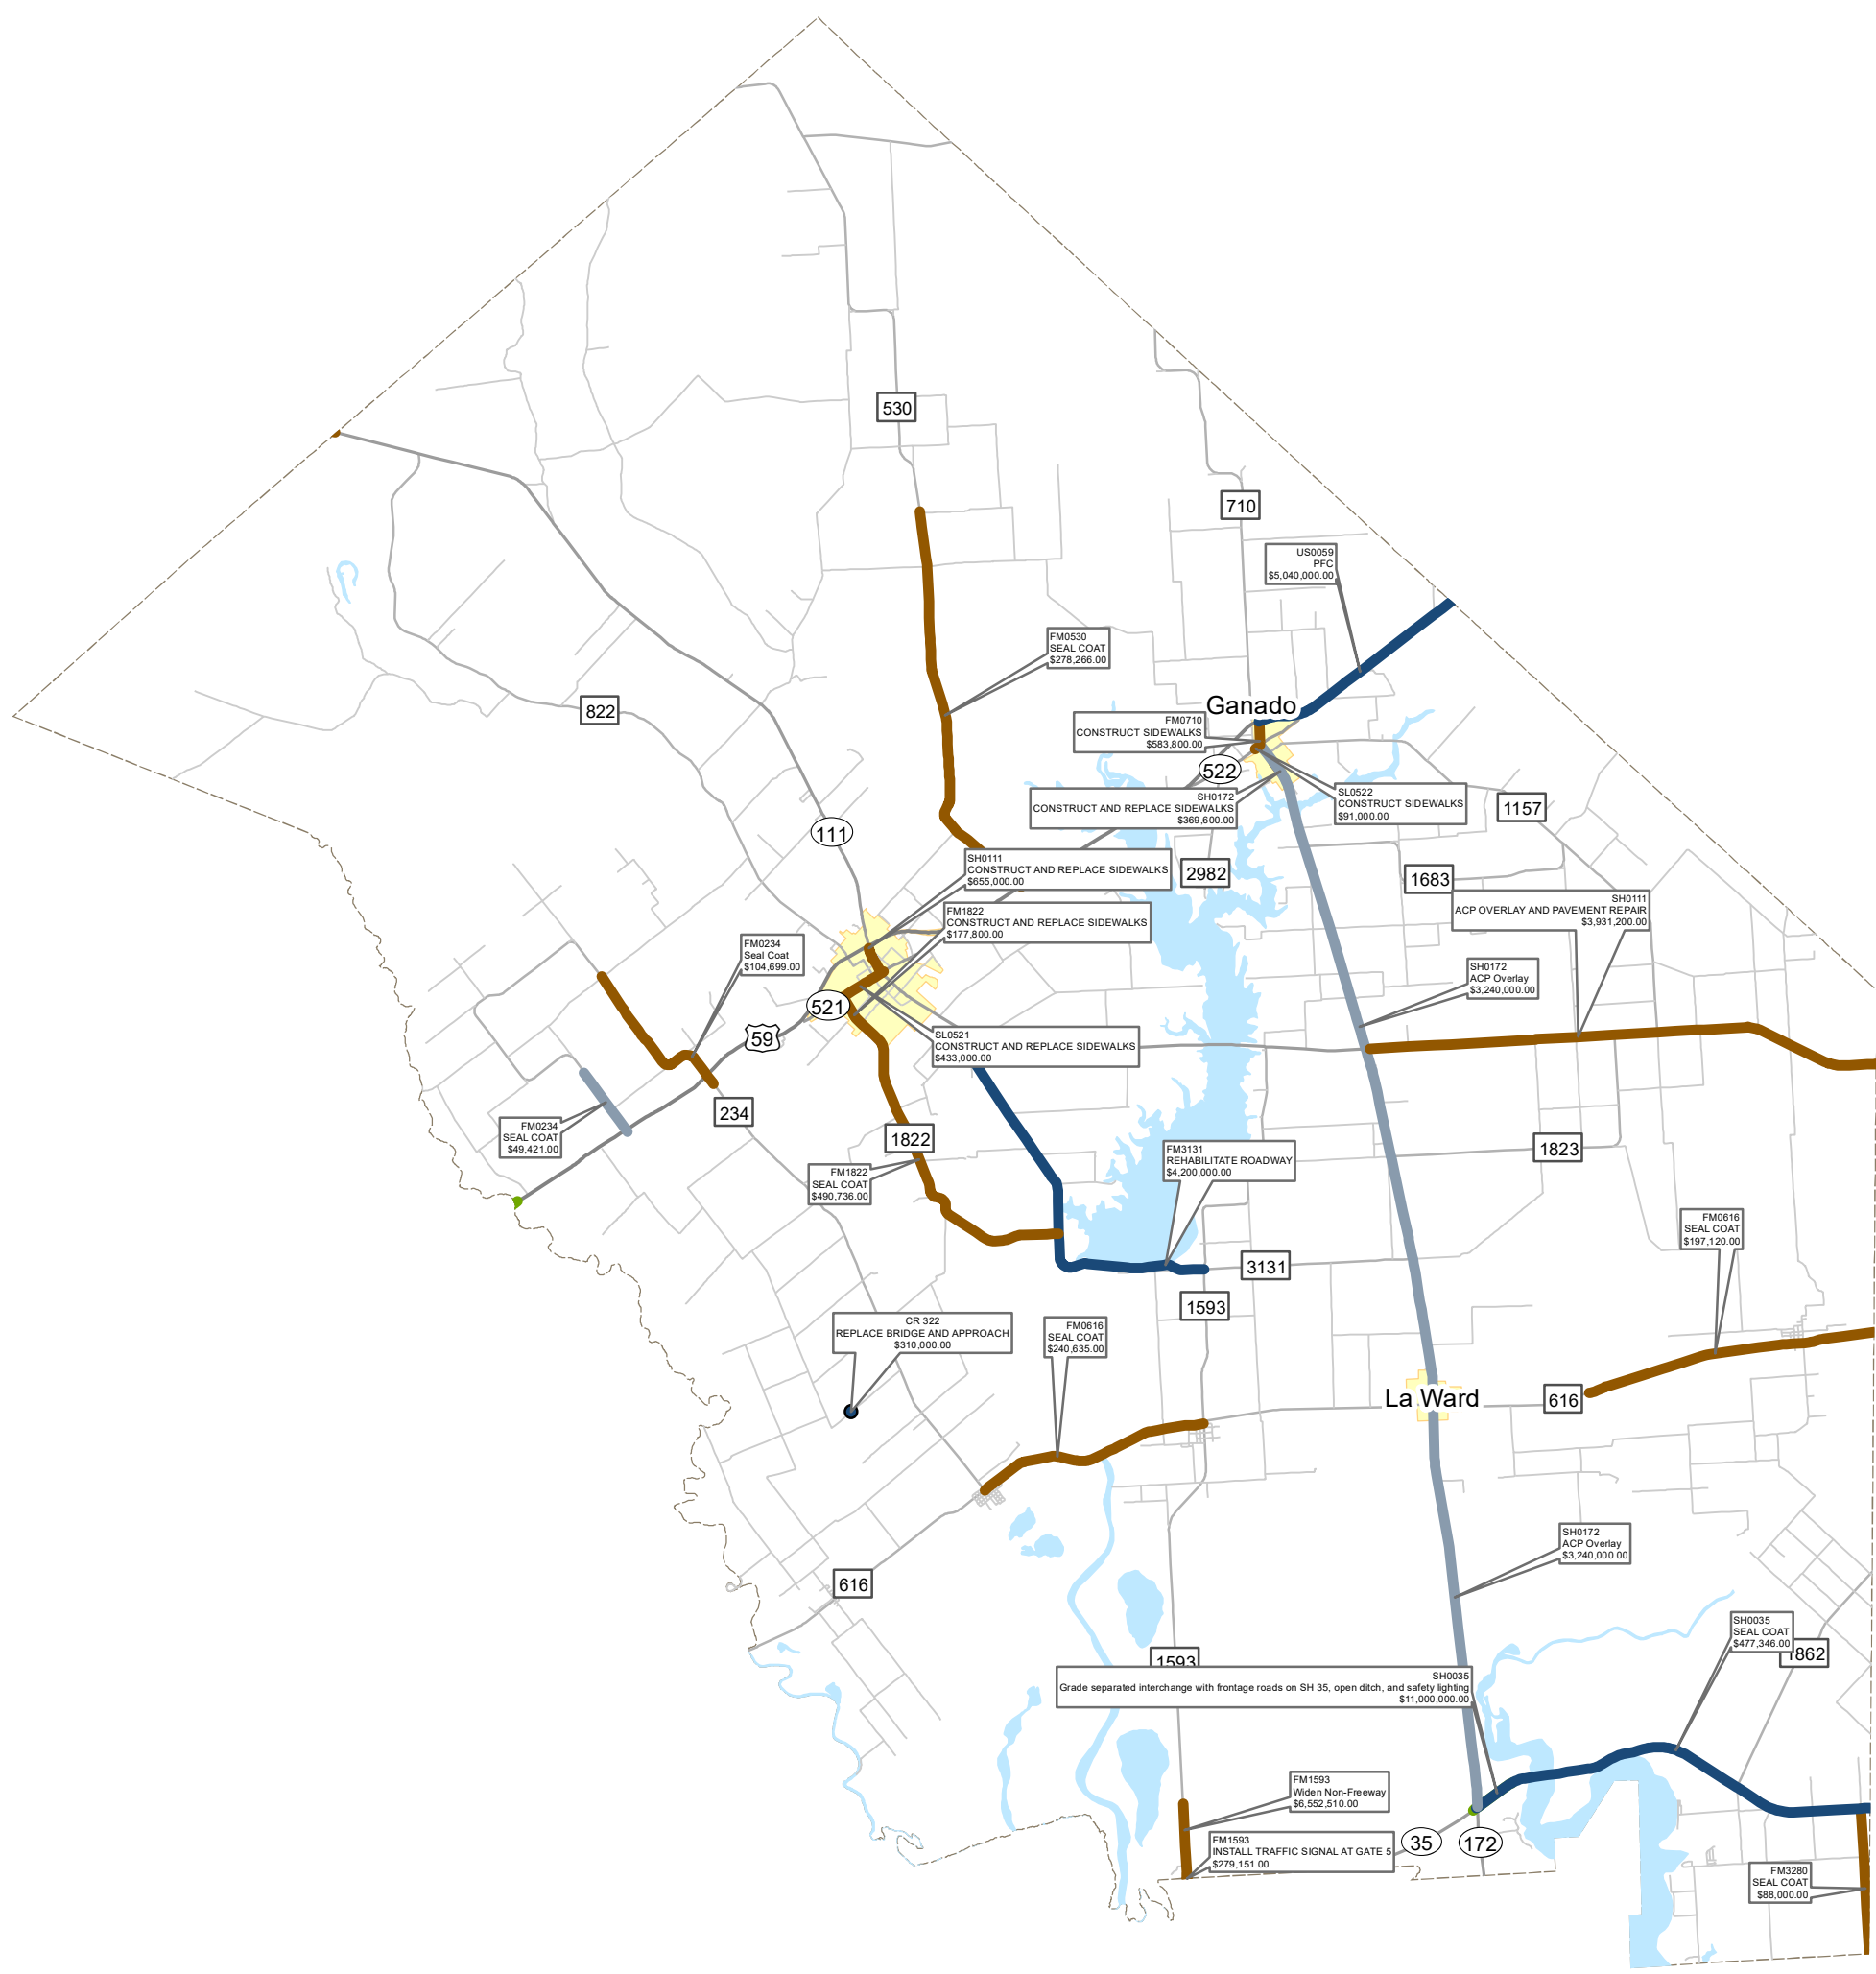 530
710
US0059
PFC
$5,040,000.00
FM0530
SEAL COAT
$278,266.00
822
Ganado
FM0710
CONSTRUCT SIDEWALKS
$583,800.00
522
SH0172
CONSTRUCT AND REPLACE SIDEWALKS
$369,600.00
SL0522
CONSTRUCT SIDEWALKS
$91,000.00
1157
111
SH0111
CONSTRUCT AND REPLACE SIDEWALKS
$655,000.00
2982
1683
SH0111
ACP OVERLAY AND PAVEMENT REPAIR
$3,931,200.00
FM1822
CONSTRUCT AND REPLACE SIDEWALKS
$177,800.00
FM0234
Seal Coat
$104,699.00
SH0172
ACP Overlay
$3,240,000.00
521
59
SL0521
CONSTRUCT AND REPLACE SIDEWALKS
$433,000.00
234
FM0234
SEAL COAT
$49,421.00
1822
FM1822
SEAL COAT
$490,736.00
FM3131
REHABILITATE ROADWAY
$4,200,000.00
1823
FM0616
SEAL COAT
$197,120.00
3131
1593
CR 322
REPLACE BRIDGE AND APPROACH
$310,000.00
FM0616
SEAL COAT
$240,635.00
La Ward
616
SH0172
ACP Overlay
$3,240,000.00
616
SH0035
SEAL COAT
$477,346.00
1862
1593
SH0035
Grade separated interchange with frontage roads on SH 35, open ditch, and safety lighting
$11,000,000.00
FM1593
Widen Non-Freeway
$6,552,510.00
FM1593
INSTALL TRAFFIC SIGNAL AT GATE 5
$279,151.00
35
172
FM3280
SEAL COAT
$88,000.00